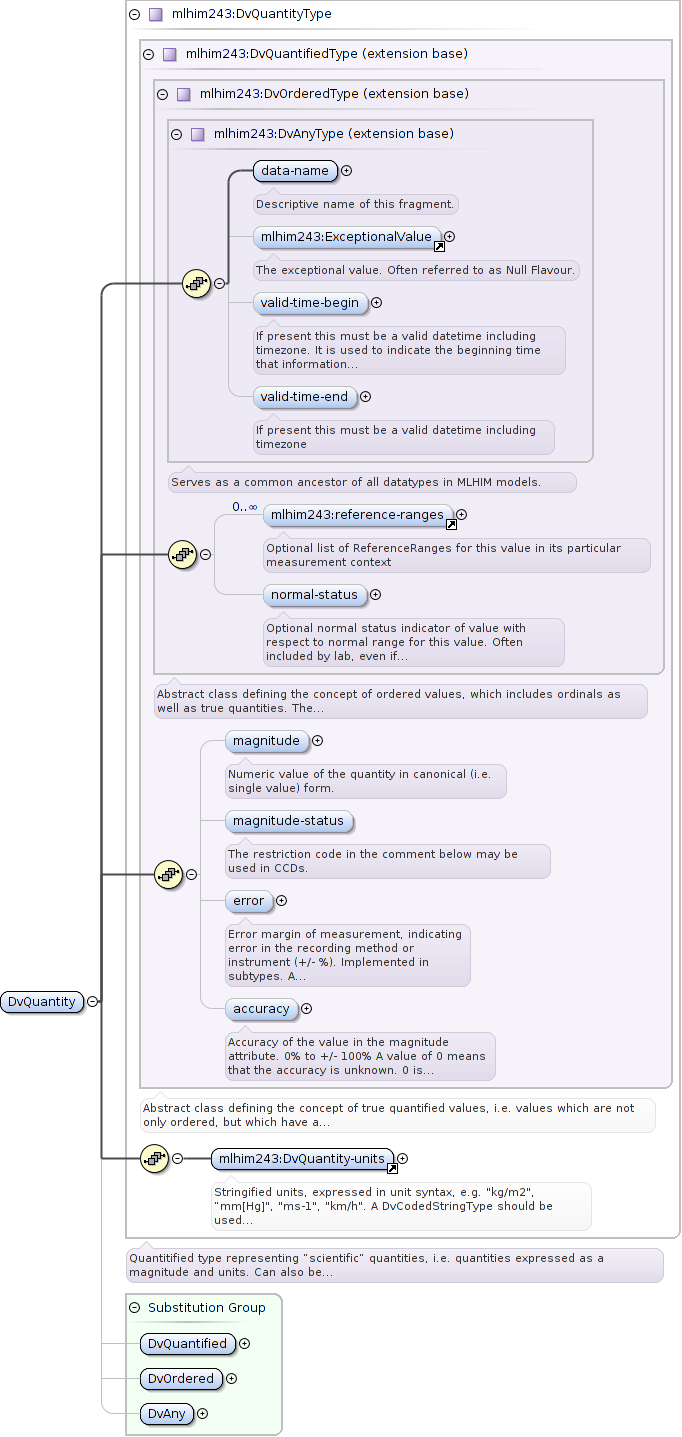 mlhim243:DvQuantityType
mlhim243:DvQuantifiedType (extension base)
mlhim243:DvOrderedType (extension base)
mlhim243:DvAnyType (extension base)
data-name
Descriptive name of this fragment.
mlhim243:ExceptionalValue
The exceptional value. Often referred to as Null Flavour.
valid-time-begin
If present this must be a valid datetime including
timezone. It is used to indicate the beginning time
that information...
valid-time-end
If present this must be a valid datetime including
timezone
Serves as a common ancestor of all datatypes in MLHIM models.
0..∞
mlhim243:reference-ranges
Optional list of ReferenceRanges for this value in its particular
measurement context
normal-status
Optional normal status indicator of value with
respect to normal range for this value. Often
included by lab, even if...
Abstract class defining the concept of ordered values, which includes ordinals as
well as true quantities. The...
magnitude
Numeric value of the quantity in canonical (i.e.
single value) form.
magnitude-status
The restriction code in the comment below may be
used in CCDs.
error
Error margin of measurement, indicating
error in the recording method or
instrument (+/- %). Implemented in
subtypes. A...
accuracy
Accuracy of the value in the magnitude
attribute. 0% to +/- 100% A value of 0 means
that the accuracy is unknown. 0 is...
DvQuantity
Abstract class defining the concept of true quantified values, i.e. values which are not
only ordered, but which have a...
mlhim243:DvQuantity-units
Stringified units, expressed in unit syntax, e.g. "kg/m2",
"mm[Hg]", "ms-1", "km/h". A DvCodedStringType should be
used...
Quantitified type representing "scientific" quantities, i.e. quantities expressed as a
magnitude and units. Can also be...
Substitution Group
DvQuantified
DvOrdered
DvAny